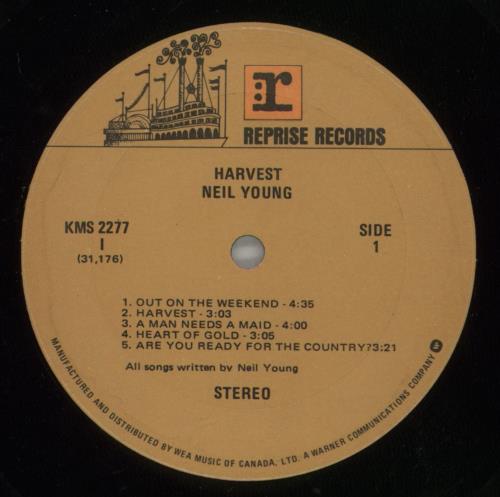 r
REPRISE RECORDS
HARVEST
NEIL YOUNG
KMS 2277
I
(31,176)
SIDE
1
1. OUT ON THE WEEKEND - 4:35
2. HARVEST - 3:03
3. A MAN NEEDS A MAID - 4:00
4. HEART OF GOLD - 3:05
5. ARE YOU READY FOR THE COUNTRY?3:21
All songs written by Neil Young
STEREO
MANUFACTURED AND DISTRIBUTED BY WEA MUSIC OF CANADA, LTD. A WARNER COMMUNICATIONS COMPANY